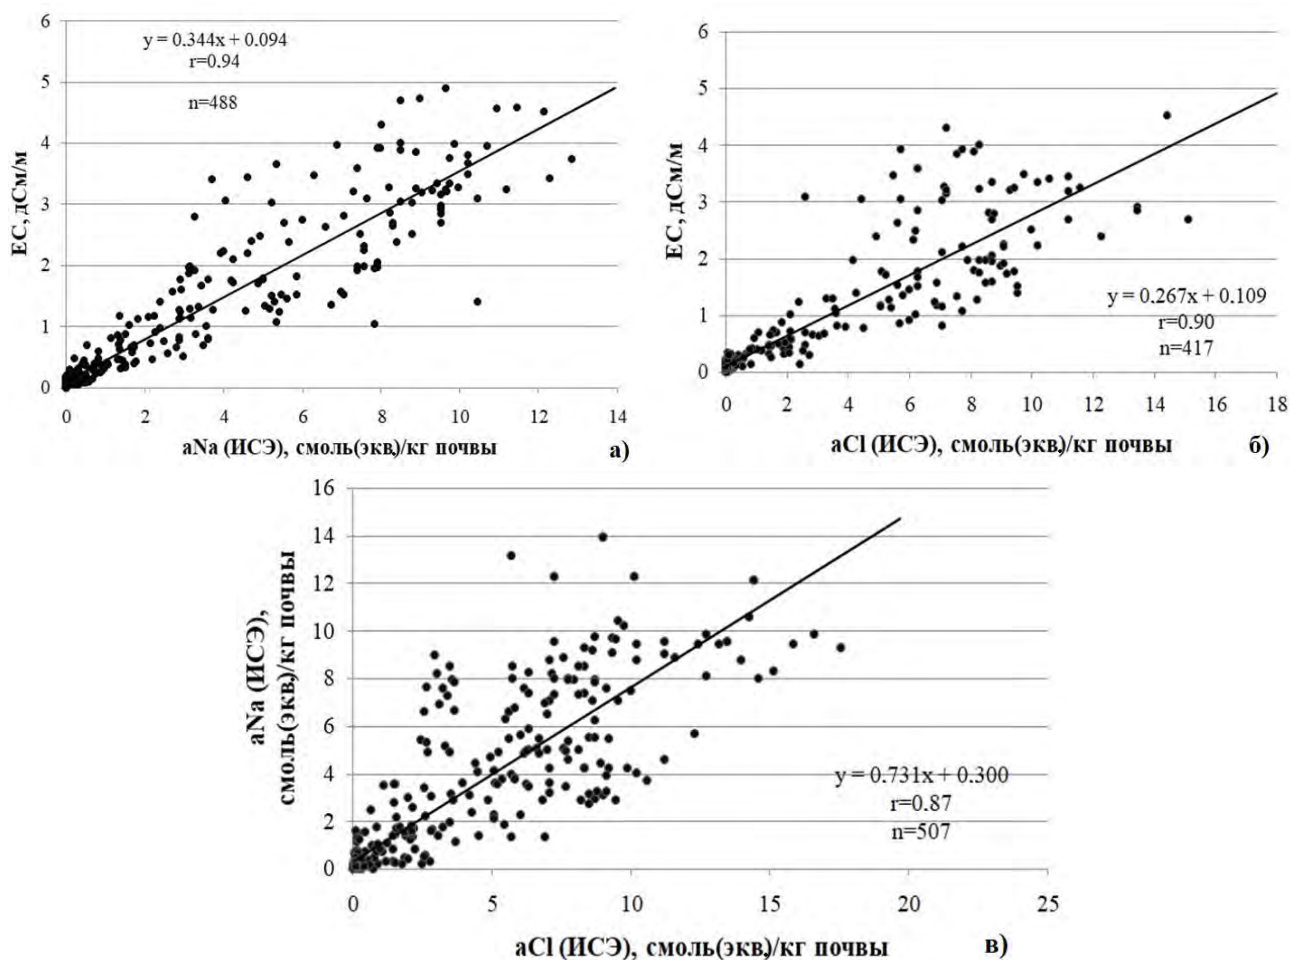 6
5
4
3
2
1
0
EC, дСм/м
y = 0.344x + 0.094
r=0.94
n=488
0 2 4 6 8 10 12 14
aNa (ИСЭ), смоль(экв.)/кг почвы
а)
6
5
4
3
2
1
0
EC, дСм/м
y = 0.267x + 0.109
r=0.90
n=417
0 2 4 6 8 10 12 14 16 18
aCl (ИСЭ), смоль(экв.)/кг почвы
б)
16
14
12
10
8
6
4
2
0
aNa (ИСЭ),
смоль(экв.)/кг почвы
y = 0.731x + 0.300
r=0.87
n=507
0 5 10 15 20 25
aCl (ИСЭ), смоль(экв.)/кг почвы
в)